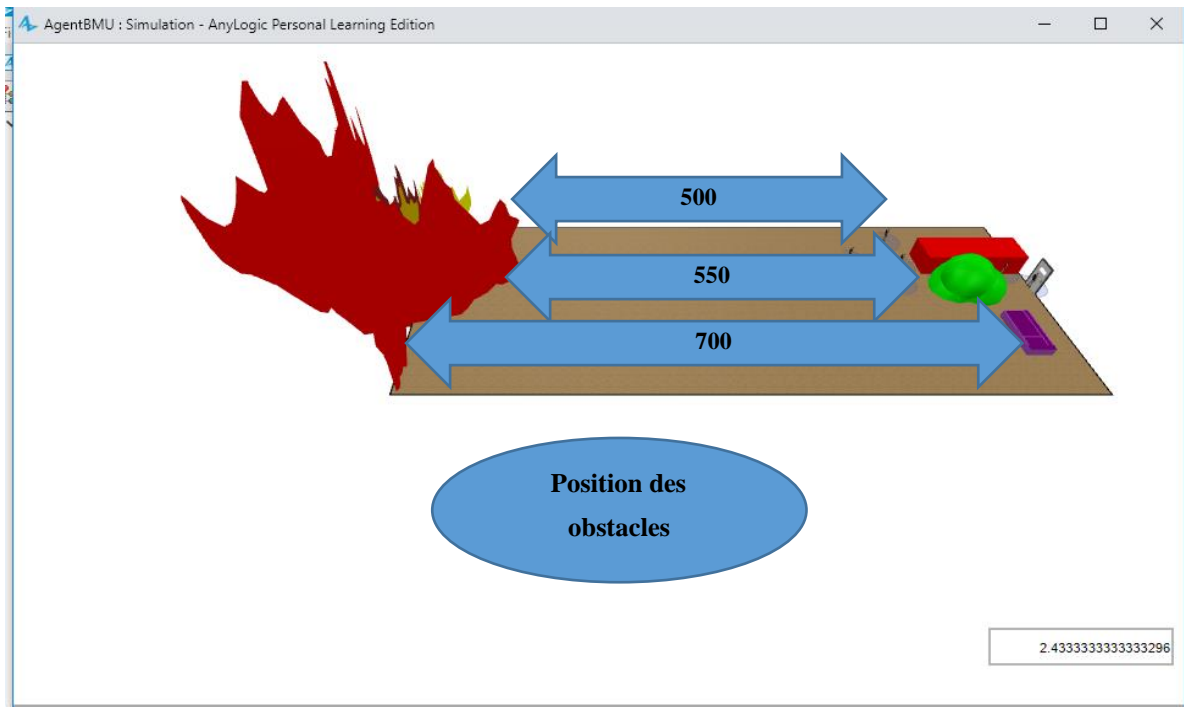 AgentBMU : Simulation - AnyLogic Personal Learning Edition
500
550
700
Position des
obstacles
2.4333333333333296